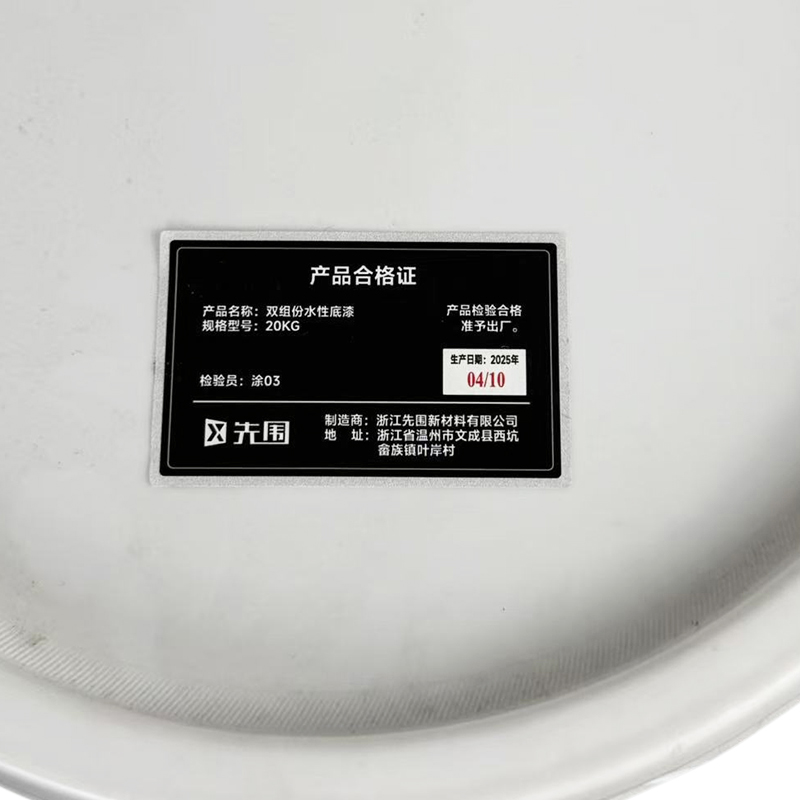 产品合格证
产品名称：双组份水性底漆
规格型号：20KG
产品检验合格
准予出厂。
生产日期：2025年
04/10
检验员：涂03
先围
制造商：浙江先围新材料有限公司
地 址：浙江省温州市文成县西坑
畲族镇叶岸村